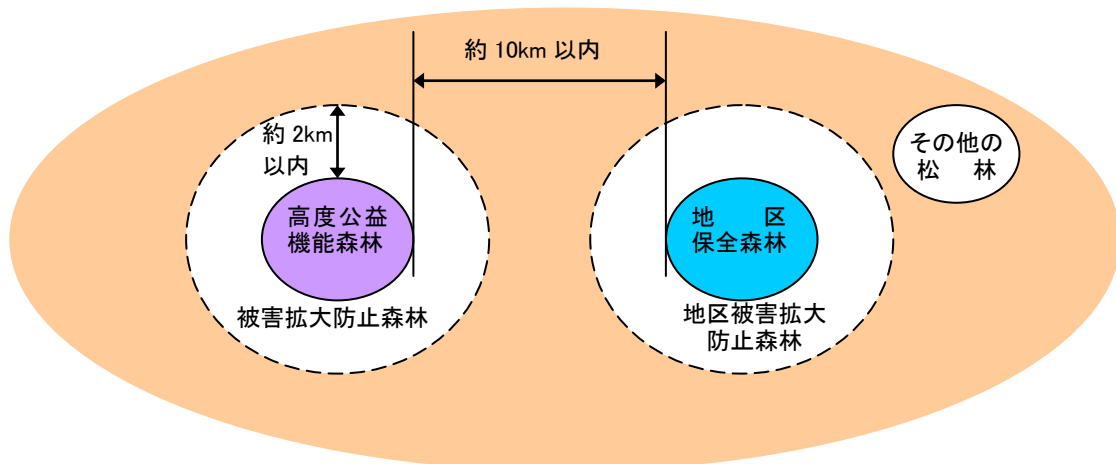 約 10km 以内
約 2km
以内
高度公益
機能森林
被害拡大防止森林
地　　区
保全森林
地区被害拡大
防止森林
その他の
松　　林